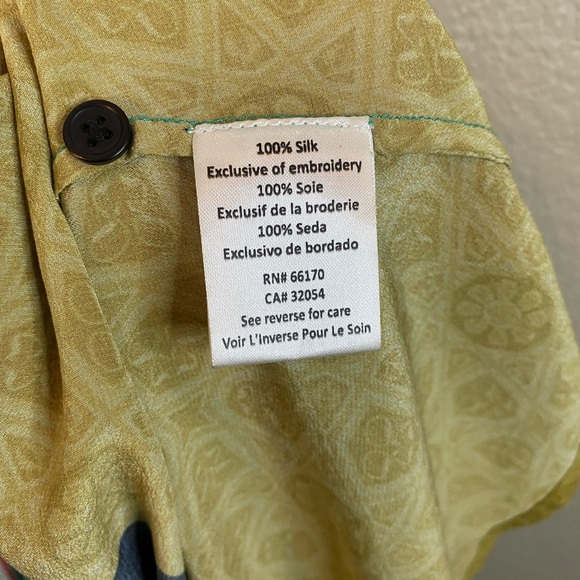 100% Silk
Exclusive of embroidery
100% Soie
Exclusif de la broderie
100% Seda
Exclusivo de bordado
RN# 66170
CA# 32054
See reverse for care
Voir L'Inverse Pour Le Soin